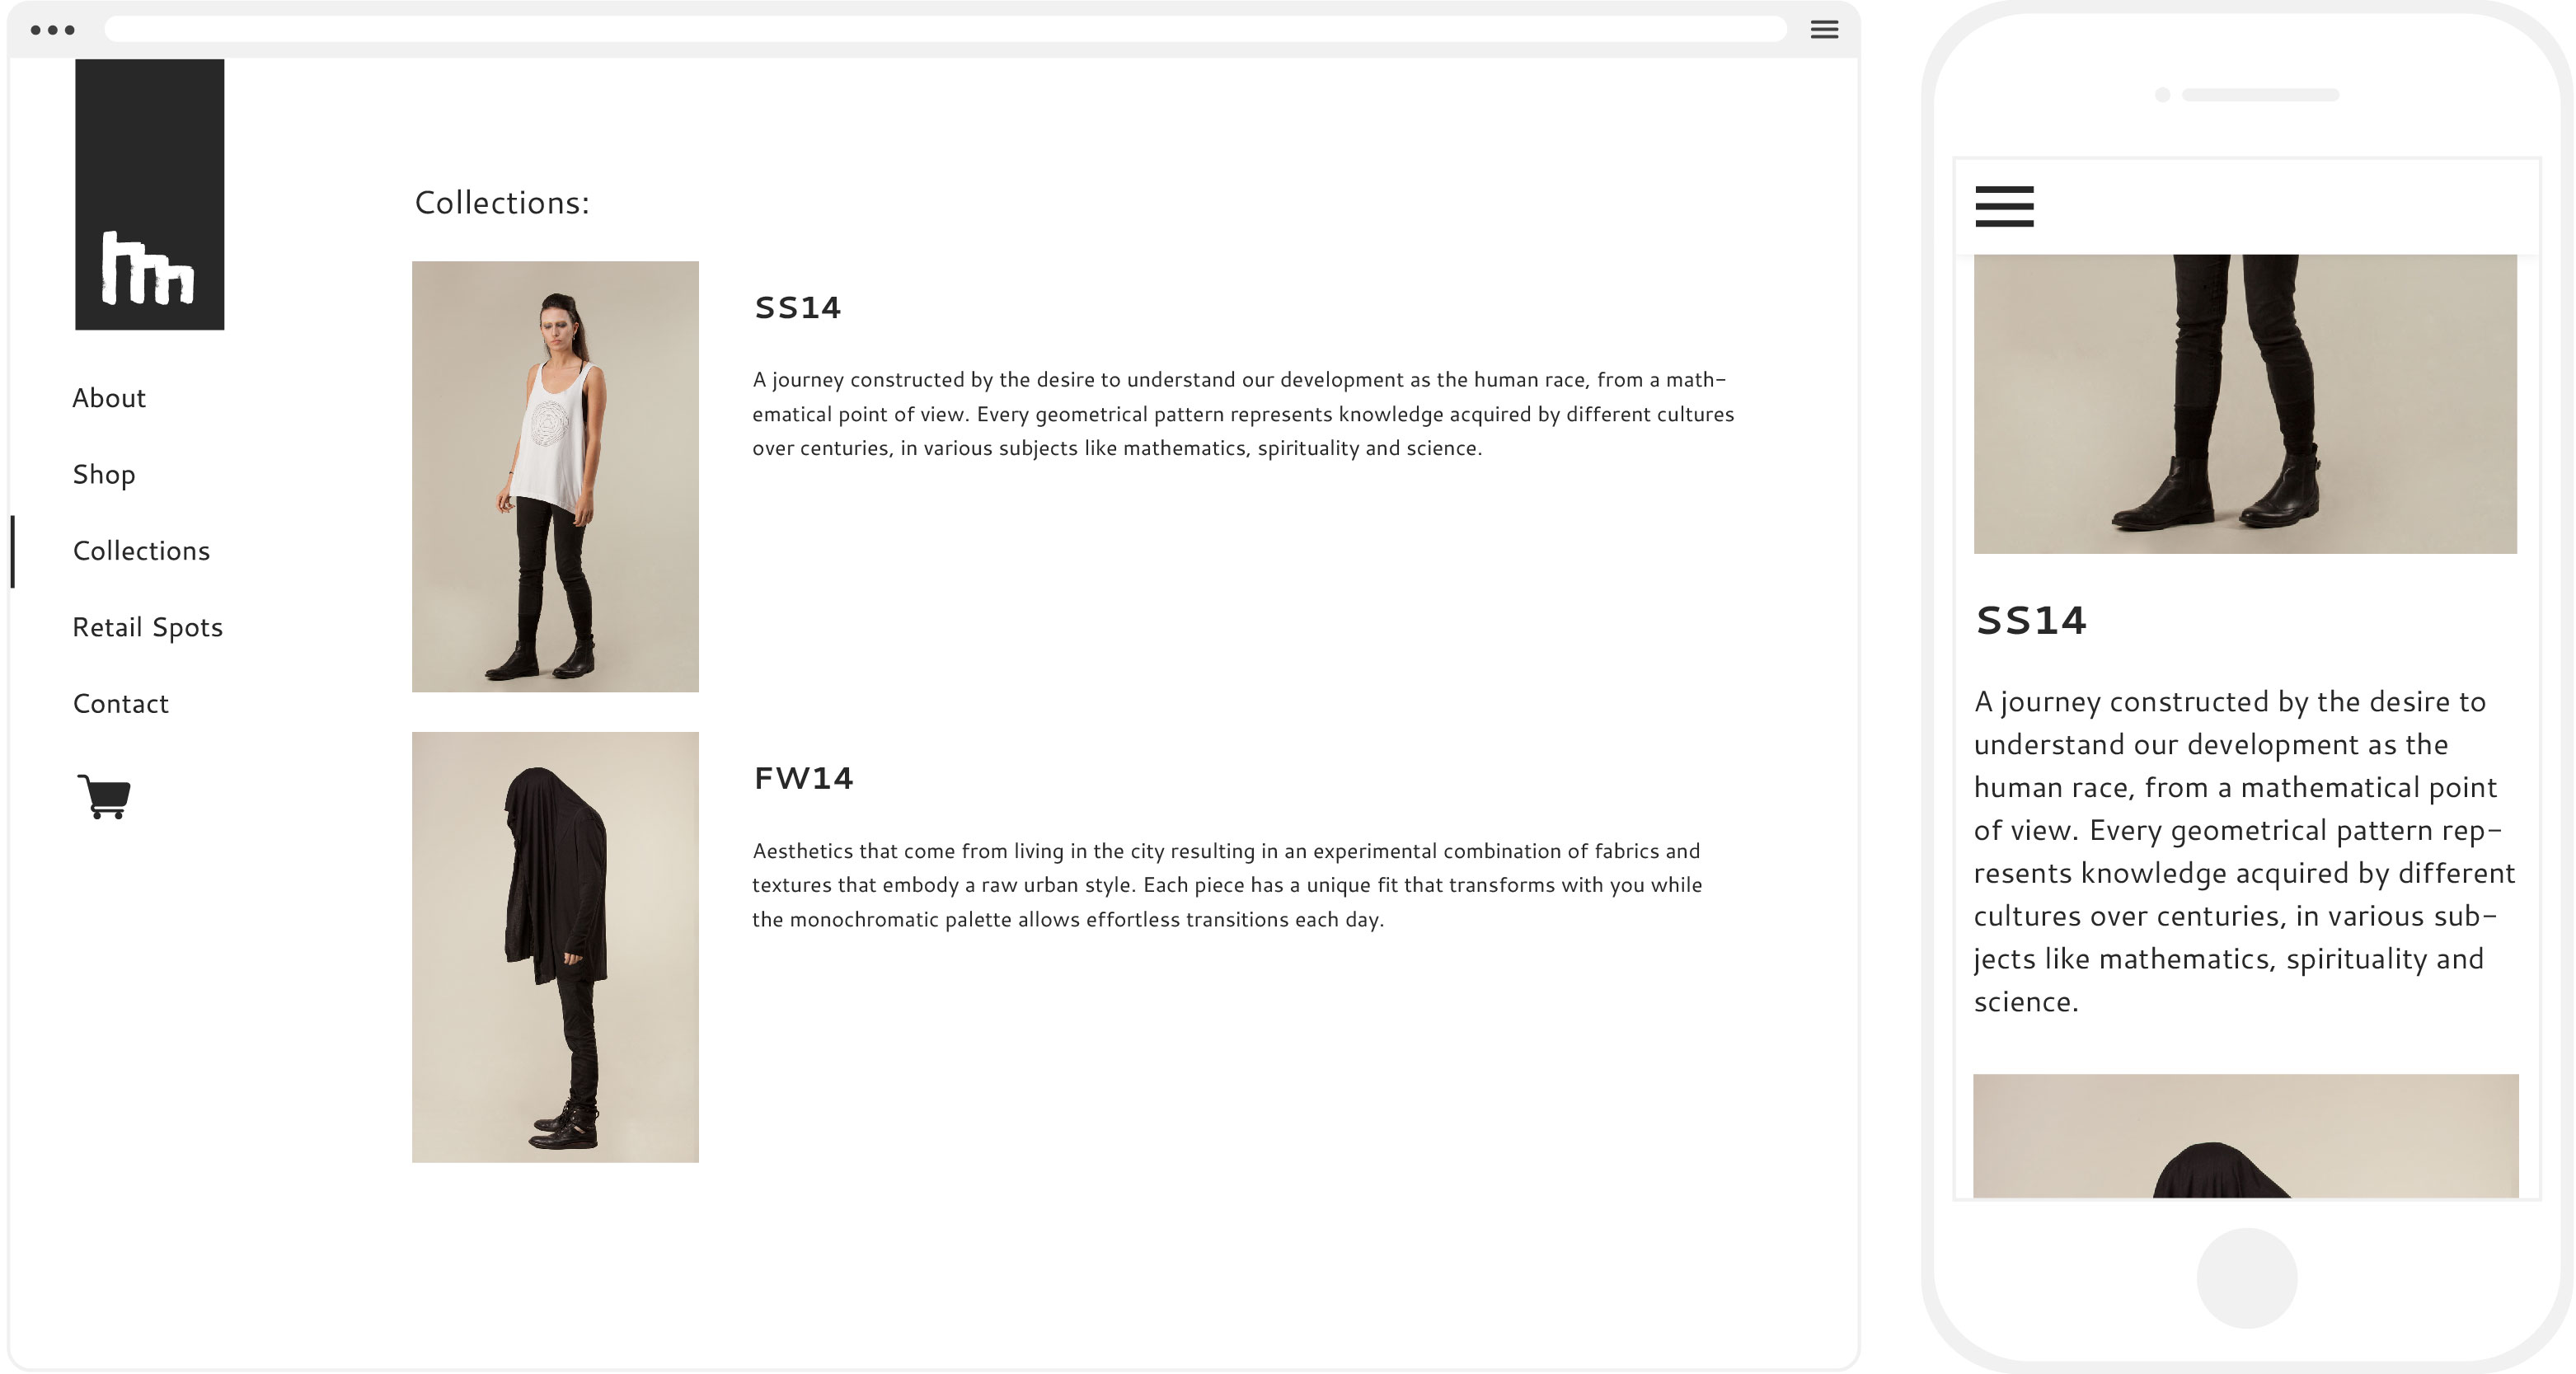 About
Shop
Collections
Retail Spots
Contact
Collections:
SS14
A journey constructed by the desire to understand our development as the human race, from a math-
ematical point of view. Every geometrical pattern represents knowledge acquired by different cultures
over centuries, in various subjects like mathematics, spirituality and science.
FW14
Aesthetics that come from living in the city resulting in an experimental combination of fabrics and
textures that embody a raw urban style. Each piece has a unique fit that transforms with you while
the monochromatic palette allows effortless transitions each day.
SS14
A journey constructed by the desire to
understand our development as the
human race, from a mathematical point
of view. Every geometrical pattern rep-
resents knowledge acquired by different
cultures over centuries, in various sub-
jects like mathematics, spirituality and
science.